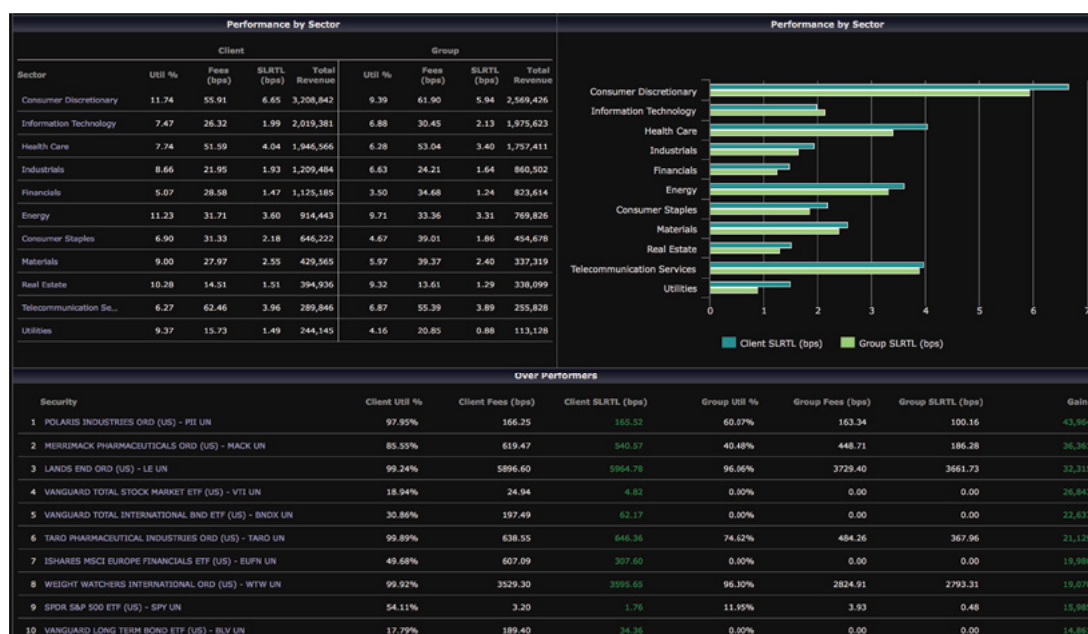 Performance by Sector
Client Group
Sector Util % Fees (bps) SLRTL (bps) Total Revenue Util % Fees (bps) SLRTL (bps) Total Revenue
Consumer Discretionary 11.74 55.91 6.65 3,208,842 9.39 61.90 5.94 2,569,426
Information Technology 7.47 26.32 1.99 2,019,381 6.88 30.45 2.13 1,975,623
Health Care 7.74 51.59 4.04 1,946,566 6.28 53.04 3.40 1,757,411
Industrials 8.66 21.95 1.93 1,209,484 6.63 24.21 1.64 860,502
Financials 5.07 28.58 1.47 1,125,185 3.50 34.68 1.24 823,614
Energy 11.23 31.71 3.60 914,443 9.71 33.36 3.31 769,826
Consumer Staples 6.90 31.33 2.18 646,222 4.67 39.01 1.86 454,678
Materials 9.00 27.97 2.55 429,565 5.97 39.37 2.40 337,319
Real Estate 10.28 14.51 1.51 394,936 9.32 13.61 1.29 338,099
Telecommunication Se... 6.27 62.46 3.96 289,846 6.87 55.39 3.89 255,828
Utilities 9.37 15.73 1.49 244,145 4.16 20.85 0.88 113,128
Performance by Sector
Consumer Discretionary
Information Technology
Health Care
Industrials
Financials
Energy
Consumer Staples
Materials
Real Estate
Telecommunication Services
Utilities
0 1 2 3 4 5 6 7
Client SLRTL (bps) Group SLRTL (bps)
Over Performers
Security Client Util % Client Fees (bps) Client SLRTL (bps) Group Util % Group Fees (bps) Group SLRTL (bps) Gain
1 POLARIS INDUSTRIES ORD (US) - PII UN 97.95% 166.25 165.52 60.07% 163.34 100.16
2 MERRIMACK PHARMACEUTICALS ORD (US) - MACK UN 85.55% 619.47 540.57 40.48% 448.71 186.28
3 LANDS END ORD (US) - LE UN 99.24% 5896.60 5964.78 96.06% 3729.40 3661.73
4 VANGUARD TOTAL STOCK MARKET ETF (US) - VTI UN 18.94% 24.94 4.82 0.00% 0.00 0.00
5 VANGUARD TOTAL INTERNATIONAL BND ETF (US) - BNDX UN 30.86% 197.49 62.17 0.00% 0.00 0.00
6 TARO PHARMACEUTICAL INDUSTRIES ORD (US) - TARO UN 99.89% 638.55 646.36 74.62% 484.26 367.96
7 ISHARES MSCI EUROPE FINANCIALS ETF (US) - EUFN UN 49.68% 607.09 307.60 0.00% 0.00 0.00
8 WEIGHT WATCHERS INTERNATIONAL ORD (US) - WTW UN 99.92% 3529.30 3595.65 96.30% 2824.91 2793.31
9 SPDR S&P 500 ETF (US) - SPY UN 54.11% 3.20 1.76 11.95% 3.93 0.48
10 VANGUARD LONG TERM BOND ETF (US) - BLV UN 17.79% 189.40 34.36 0.00% 0.00 0.00